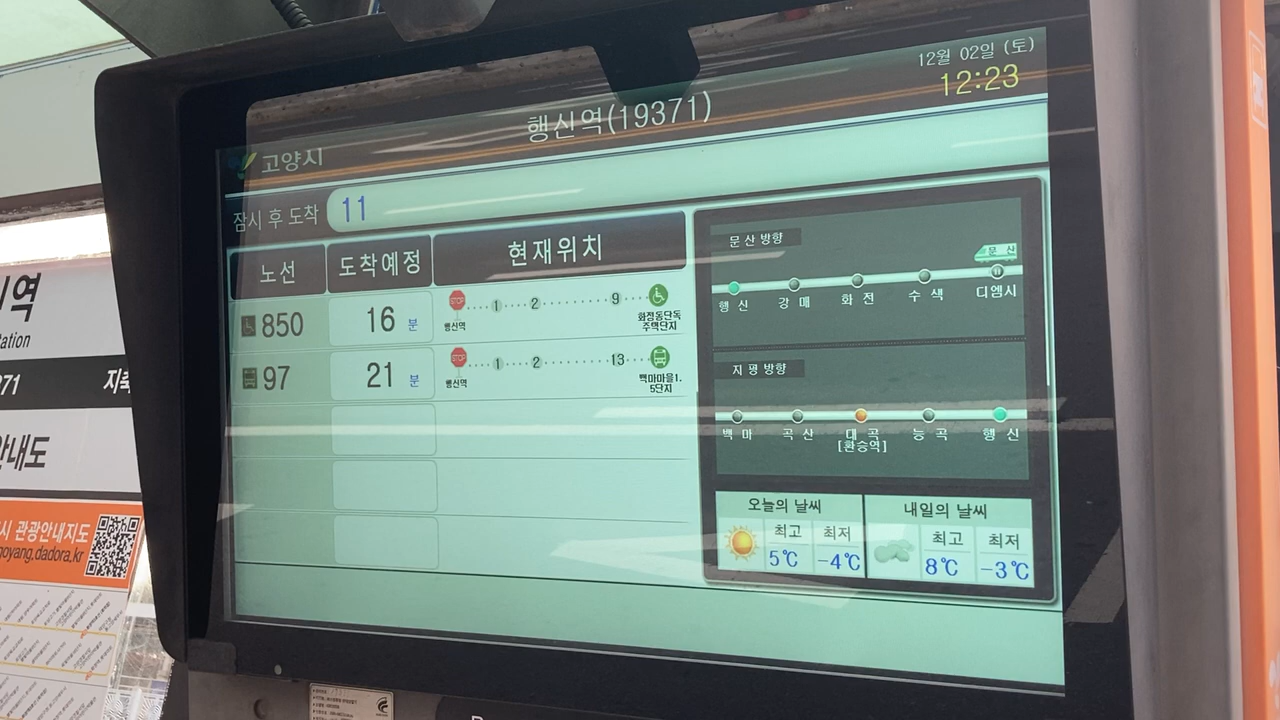 12월 02일 (토)
12:23
행신역(19371)
고양시
잠시 후 도착 11
노선 도착예정 현재위치
850 16 분 STOP 1 2 9
행신역 화정동단독
주택단지
97 21 분 STOP 1 2 13
행신역 백마마을1.
5단지
문산방향
문 산
행 신 강 매 화 전 수 색 디엠시
지평방향
백 마 곡 산 대 곡 능 곡 행 신
[환승역]
오늘의 날씨 내일의 날씨
최고 최저 최고 최저
5℃ -4℃ 8℃ -3℃
역
ation
71 지축
안내도
시 관광안내지도
goyang.dadora.kr